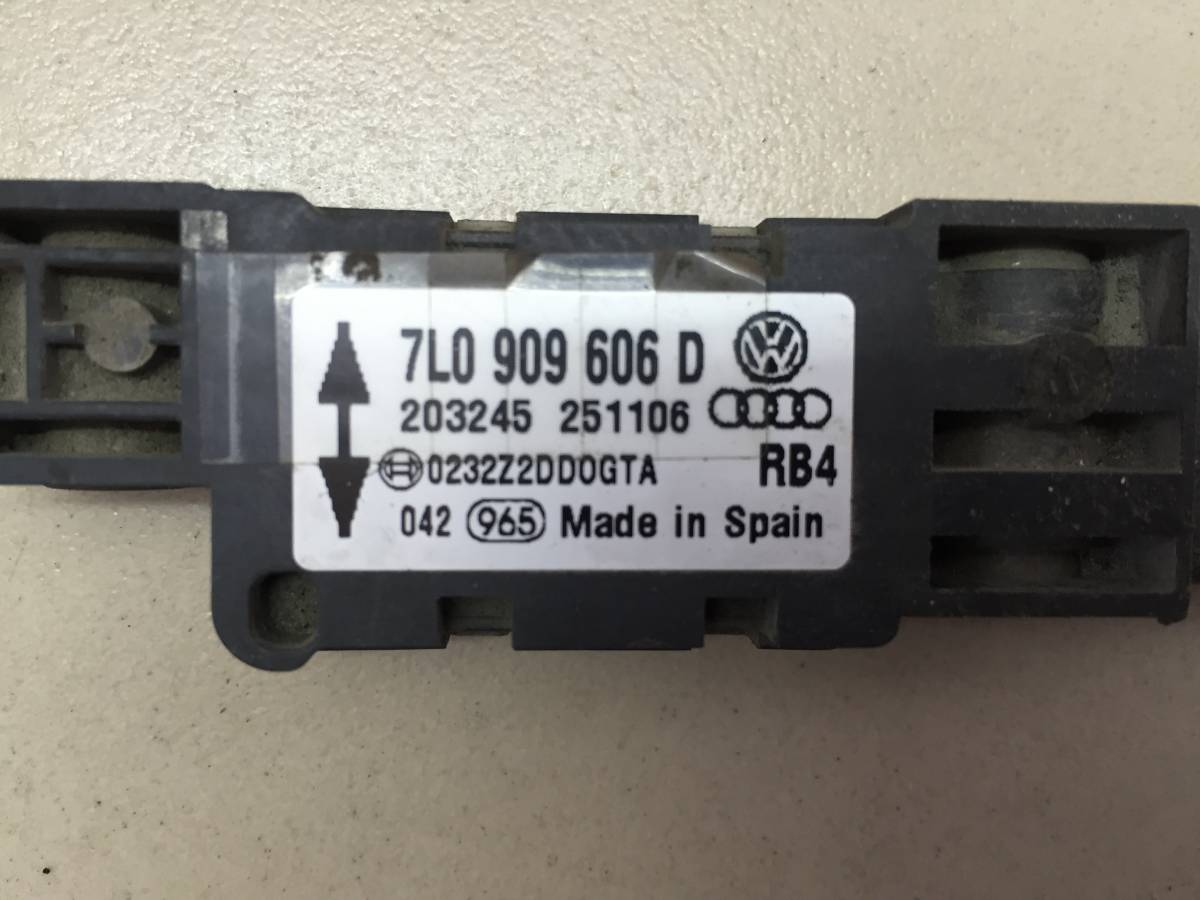 7L0 909 606 D
203245 251106
0232Z2DD0GTA RB4
042 965 Made in Spain